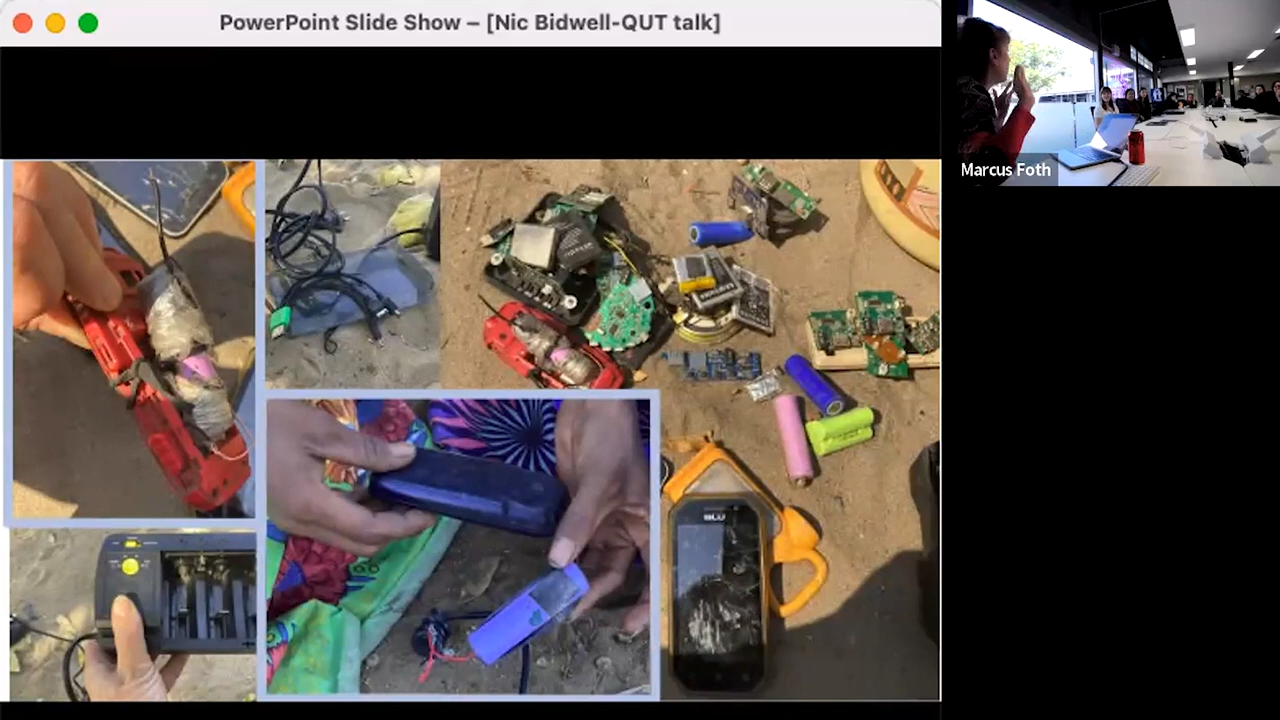 PowerPoint Slide Show – [Nic Bidwell-QUT talk]
Marcus Foth
BLU